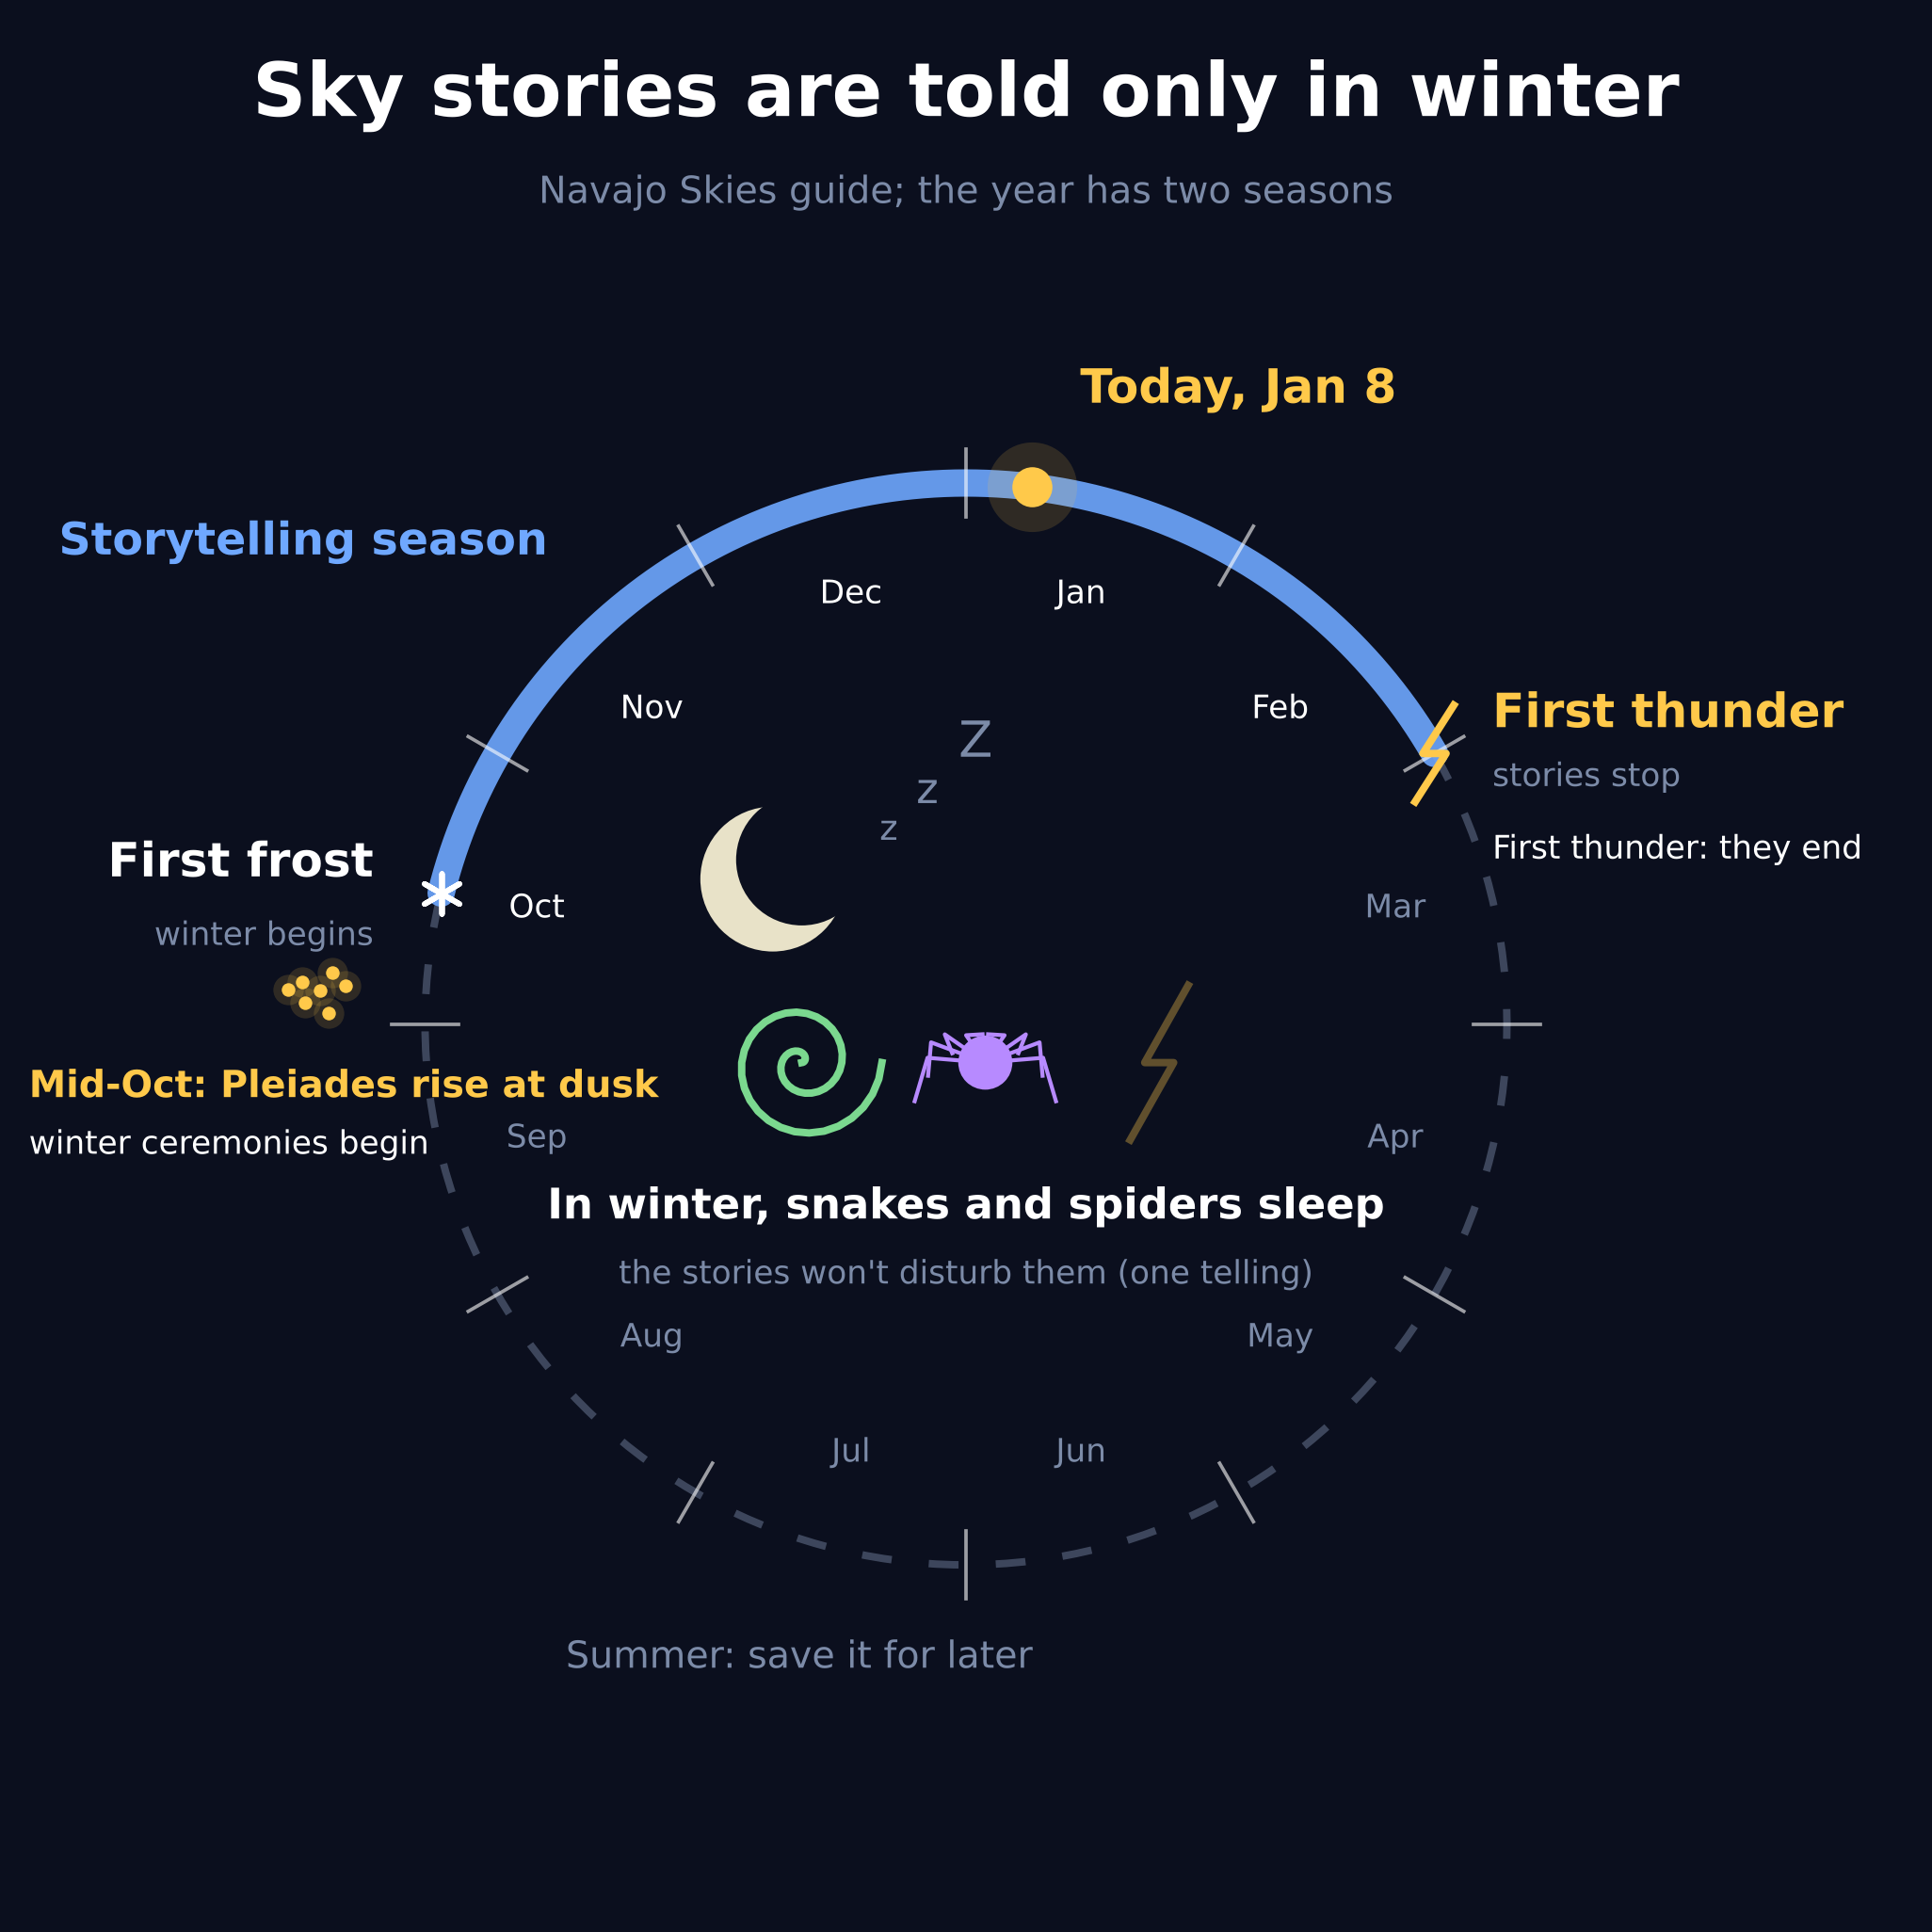 Sky stories are told only in winter
Navajo Skies guide; the year has two seasons
Today, Jan 8
Storytelling season
Dec
Jan
Nov
Feb
First thunder
stories stop
First thunder: they end
Z
z
z
First frost
winter begins
Oct
Mar
Mid-Oct: Pleiades rise at dusk
winter ceremonies begin
Sep
Apr
In winter, snakes and spiders sleep
the stories won't disturb them (one telling)
Aug
May
Jul
Jun
Summer: save it for later